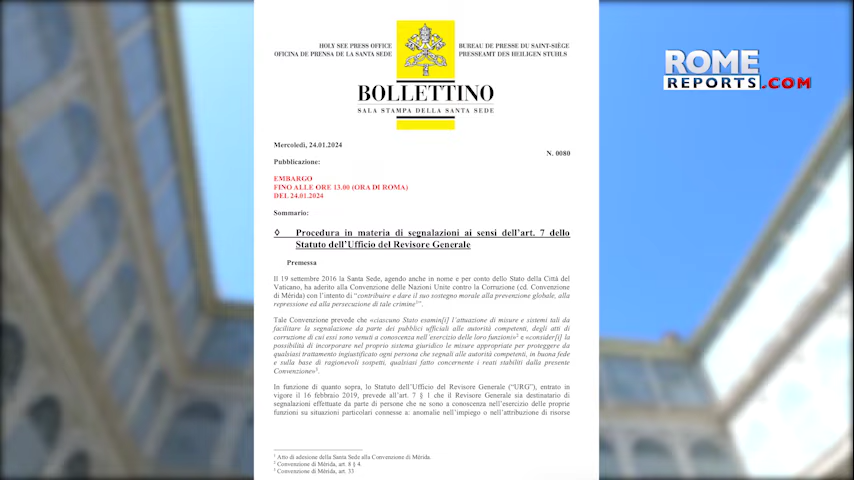 HOLY SEE PRESS OFFICE
OFICINA DE PRENSA DE LA SANTA SEDE
BUREAU DE PRESSE DU SAINT-SIÈGE
PRESSEAMT DES HEILIGEN STUHLS
BOLLETTINO
SALA STAMPA DELLA SANTA SEDE
ROME
REPORTS.COM
Mercoledì, 24.01.2024
N. 0080
Pubblicazione:
EMBARGO
FINO ALLE ORE 13.00 (ORA DI ROMA)
DEL 24.01.2024
Sommario:
◊ Procedura in materia di segnalazioni ai sensi dell'art. 7 dello
Statuto dell'Ufficio del Revisore Generale
Premessa
Il 19 settembre 2016 la Santa Sede, agendo anche in nome e per conto dello Stato della Città del
Vaticano, ha aderito alla Convenzione delle Nazioni Unite contro la Corruzione (cd. Convenzione
di Mérida) con l'intento di "contribuire e dare il suo sostegno morale alla prevenzione globale, alla
repressione ed alla persecuzione di tale crimine¹".
Tale Convenzione prevede che «ciascuno Stato esamin[i] l'attuazione di misure e sistemi tali da
facilitare la segnalazione da parte dei pubblici ufficiali alle autorità competenti, degli atti di
corruzione di cui essi sono venuti a conoscenza nell'esercizio delle loro funzioni»² e «consider[i] la
possibilità di incorporare nel proprio sistema giuridico le misure appropriate per proteggere da
qualsiasi trattamento ingiustificato ogni persona che segnali alle autorità competenti, in buona fede
e sulla base di ragionevoli sospetti, qualsiasi fatto concernente i reati stabiliti dalla presente
Convenzione»³.
In funzione di quanto sopra, lo Statuto dell'Ufficio del Revisore Generale ("URG"), entrato in
vigore il 16 febbraio 2019, prevede all'art. 7 § 1 che il Revisore Generale sia destinatario di
segnalazioni effettuate da parte di persone che ne sono a conoscenza nell'esercizio delle proprie
funzioni su situazioni particolari connesse a: anomalie nell'impiego o nell'attribuzione di risorse
¹ Atto di adesione della Santa Sede alla Convenzione di Mérida.
² Convenzione di Mérida, art. 8 § 4.
³ Convenzione di Mérida, art. 33